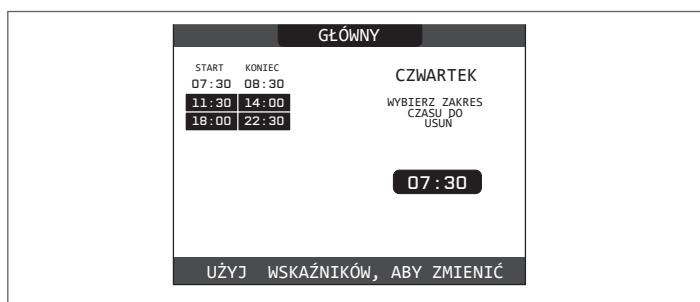 GŁÓWNY
START KONIEC
07:30 08:30
11:30 14:00
18:00 22:30
CZWARTEK
WYBIERZ ZAKRES
CZASU DO
USUŃ
07:30
UŻYJ WSKAŹNIKÓW, ABY ZMIENIĆ